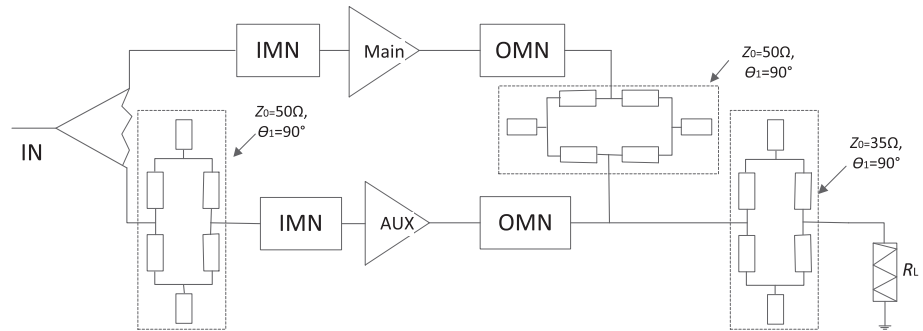 IMN
Main
OMN
Z₀=50Ω,
Θ₁=90°
IN
Z₀=50Ω,
Θ₁=90°
Z₀=35Ω,
Θ₁=90°
IMN
AUX
OMN
RL